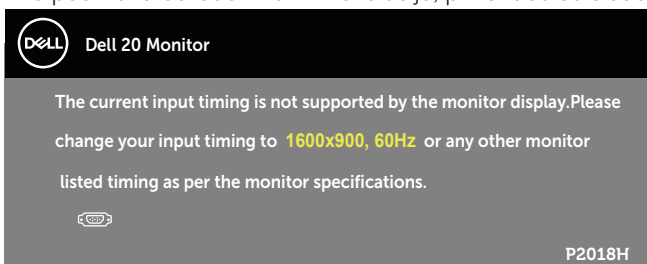 DELL
Dell 20 Monitor
The current input timing is not supported by the monitor display.Please
change your input timing to 1600x900, 60Hz or any other monitor
listed timing as per the monitor specifications.
P2018H